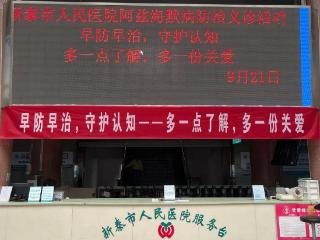 新泰市人民医院阿兹海默病防治义诊活动
早防早治，守护认知
多一点了解，多一份关爱
9月21日
早防早治，守护认知——多一点了解，多一份关爱
新泰市人民医院服务台